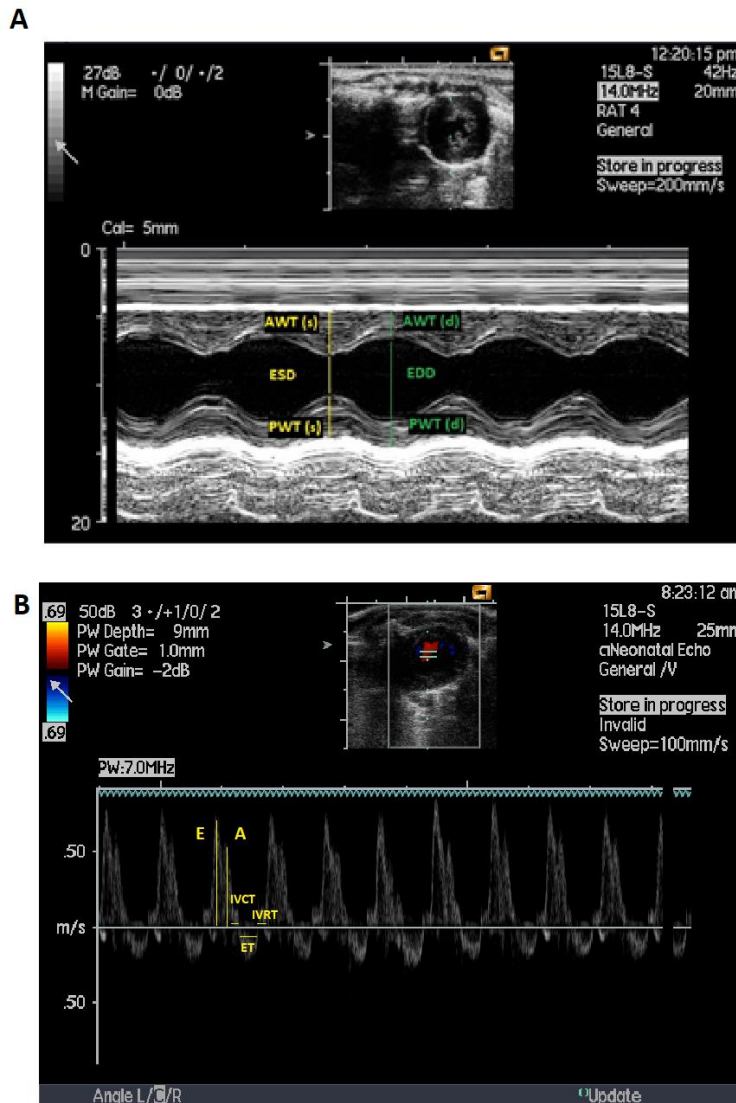 A
12:20:15 pm
27dB •/ 0/ •/2
M Gain= 0dB
15L8-S 42Hz
14.0MHz 20mm
RAT 4
General
Store in progress
Sweep=200mm/s
Cal= 5mm
0
AWT (s) AWT (d)
ESD EDD
PWT (s) PWT (d)
20
B
8:23:12 am
.69 50dB 3 •/+1/0/ 2
PW Depth= 9mm
PW Gate= 1.0mm
PW Gain= -2dB
.69
15L8-S
14.0MHz 25mm
Neonatal Echo
General /V
Store in progress
Invalid
Sweep=100mm/s
PW:7.0MHz
E A
.50
IVCT
IVRT
m/s
ET
.50
Angle L/C/R Update